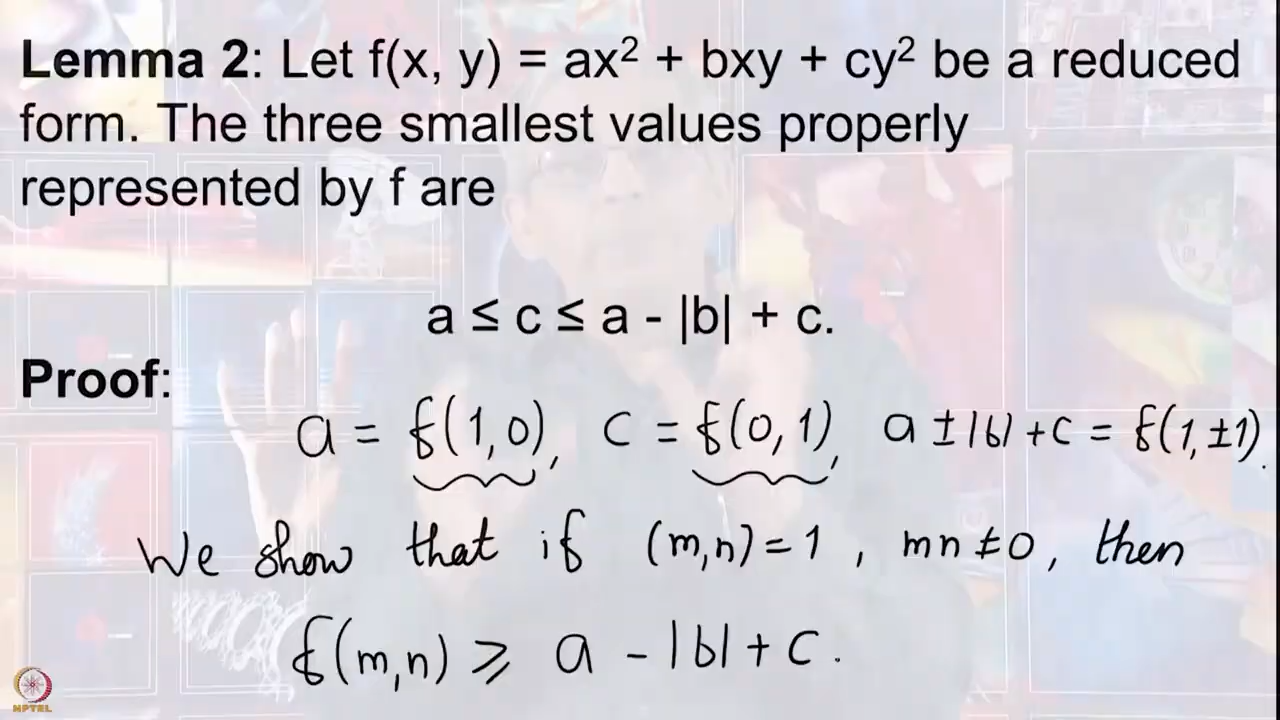 Lemma 2: Let f(x, y) = ax² + bxy + cy² be a reduced
form. The three smallest values properly
represented by f are
a ≤ c ≤ a - |b| + c.
Proof:
a = f(1,0), c = f(0,1), a ± |b| + c = f(1,±1).
We show that if (m,n) = 1 , mn ≠ 0, then
f(m,n) ⩾ a - |b| + c.
NPTEL